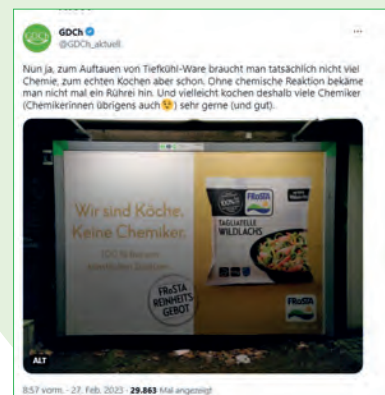 GDCh
GDCh
@GDCh_aktuell
Nun ja, zum Auftauen von Tiefkühl-Ware braucht man tatsächlich nicht viel
Chemie, zum echten Kochen aber schon. Ohne chemische Reaktion bekäme
man nicht mal ein Rührei hin. Und vielleicht kochen deshalb viele Chemiker
(Chemikerinnen übrigens auch😉) sehr gerne (und gut).
Wir sind Köche.
Keine Chemiker.
FRoSTA
REINHEITS
GEBOT
100%
FRoSTA
TAGLIATELLE
WILDLACHS
FRoSTA
ALT
8:57 vorm. · 27. Feb. 2023 · 29.863 Mal angezeigt